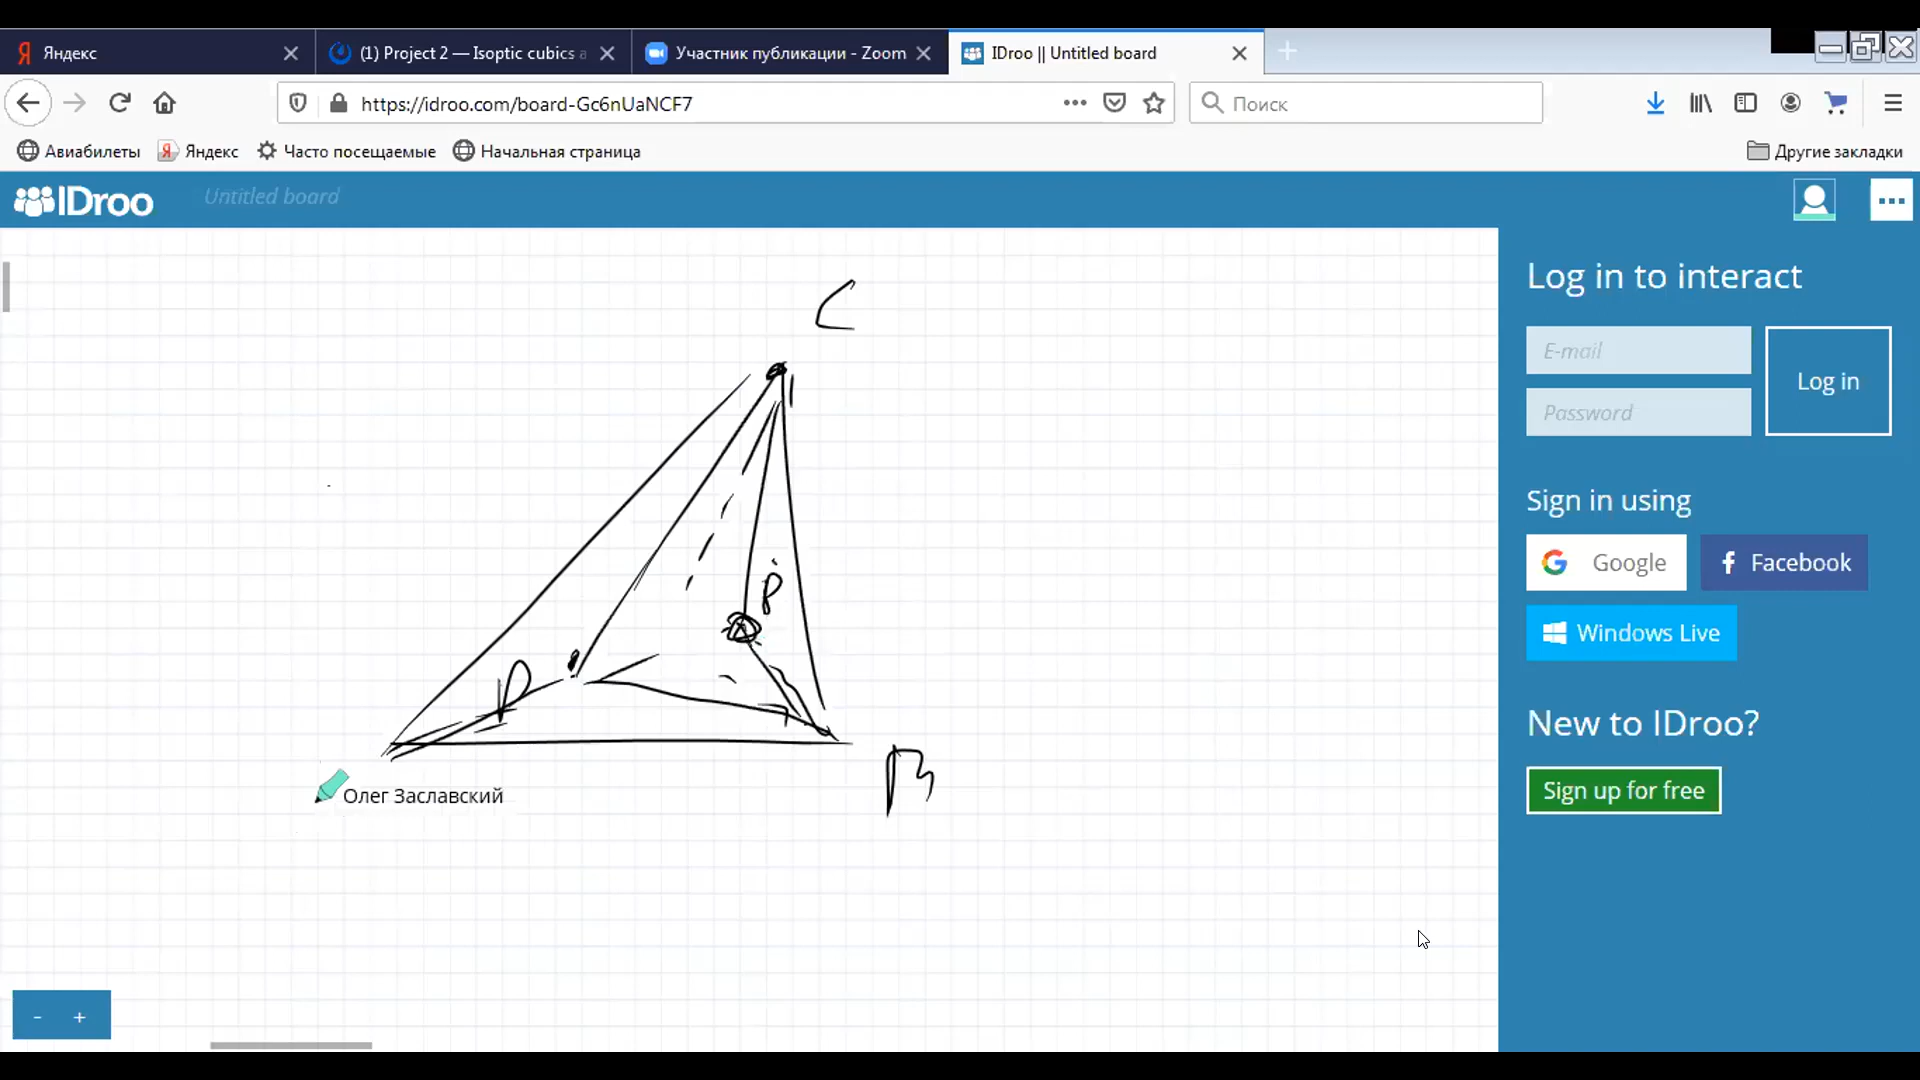 Яндекс
(1) Project 2 — Isoptic cubics a
Участник публикации - Zoom
IDroo || Untitled board
https://idroo.com/board-Gc6nUaNCF7
Поиск
Авиабилеты
Яндекс
Часто посещаемые
Начальная страница
Другие закладки
IDroo
Untitled board
Log in to interact
E-mail
Password
Log in
Sign in using
Google
Facebook
Windows Live
New to IDroo?
Sign up for free
C
P
P
B
Олег Заславский
- +